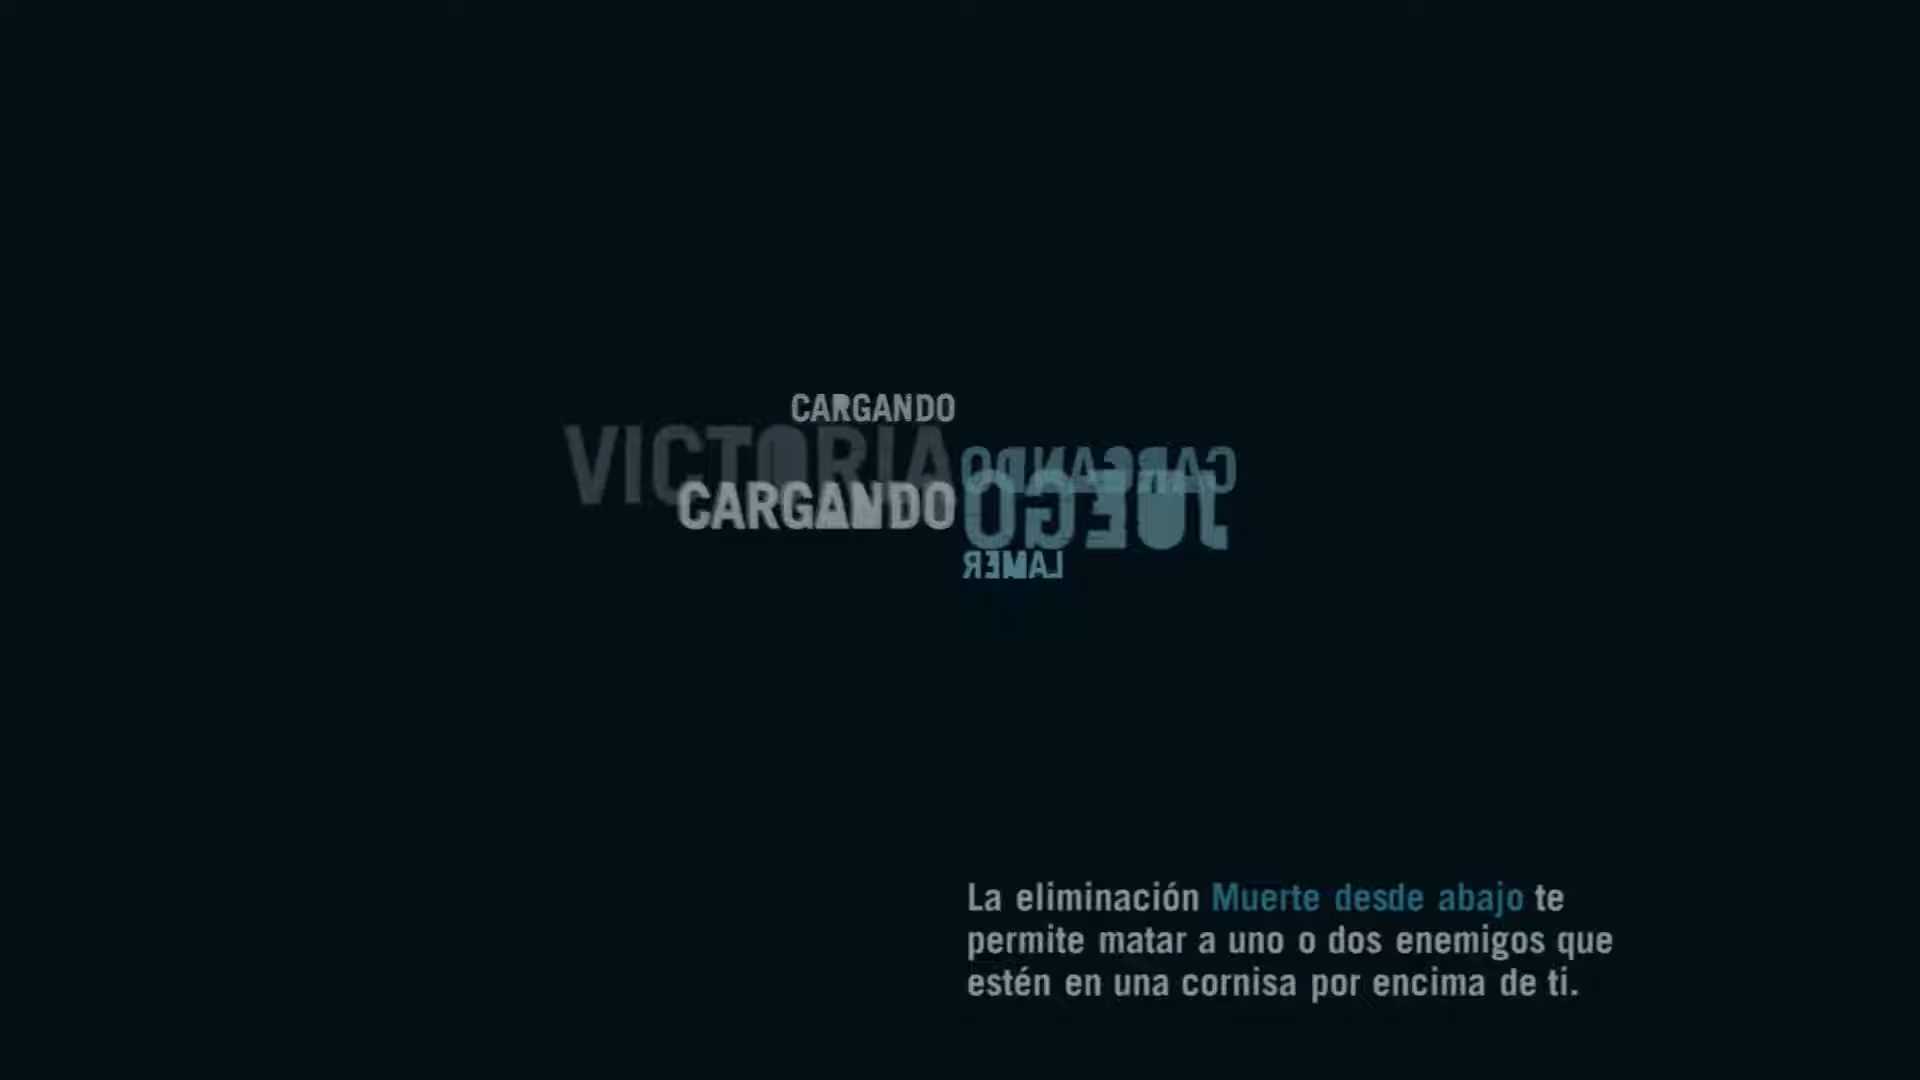 CARGANDO
VICTORIA
CARGANDO
CARGANDO
JUEGO
LAMER
La eliminación Muerte desde abajo te
permite matar a uno o dos enemigos que
estén en una cornisa por encima de ti.